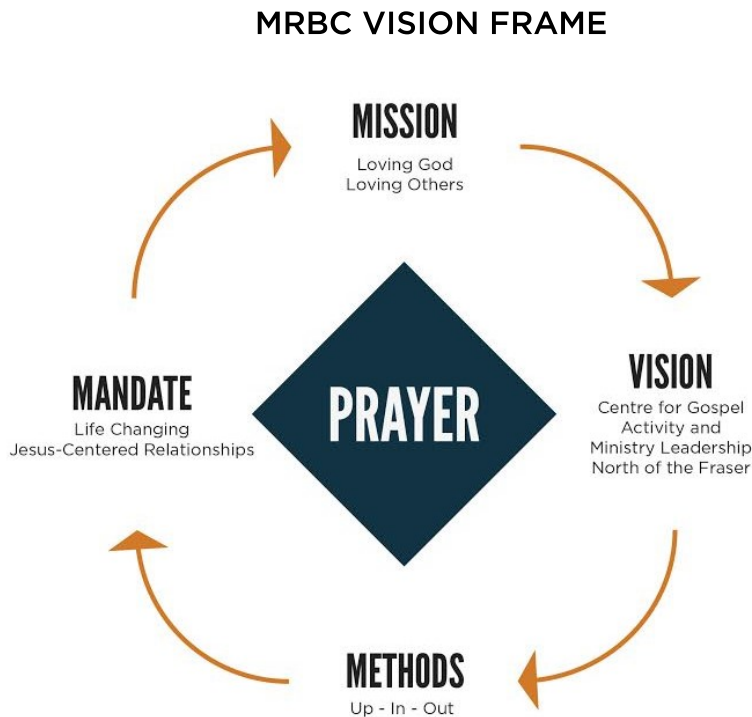 MRBC VISION FRAME
MISSION
Loving God
Loving Others
VISION
Centre for Gospel
Activity and
Ministry Leadership
North of the Fraser
METHODS
Up - In - Out
MANDATE
Life Changing
Jesus-Centered Relationships
PRAYER